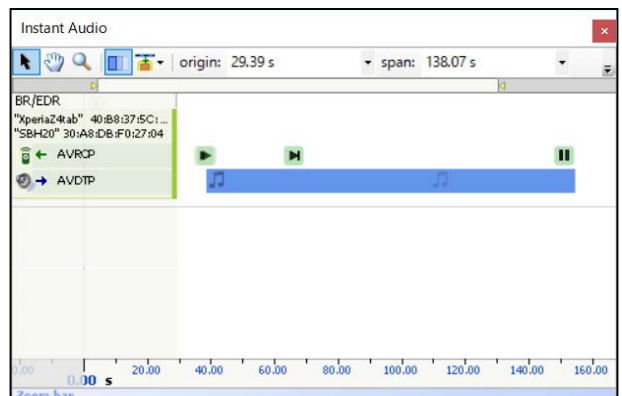 Instant Audio
origin: 29.39 s span: 138.07 s
BR/EDR
"XperiaZ4tab" 40:B8:37:5C:...
"SBH20" 30:A8:DB:F0:27:04
AVRCP
AVDTP
0.00 20.00 40.00 60.00 80.00 100.00 120.00 140.00 160.00
0.00 s
Zoom bar